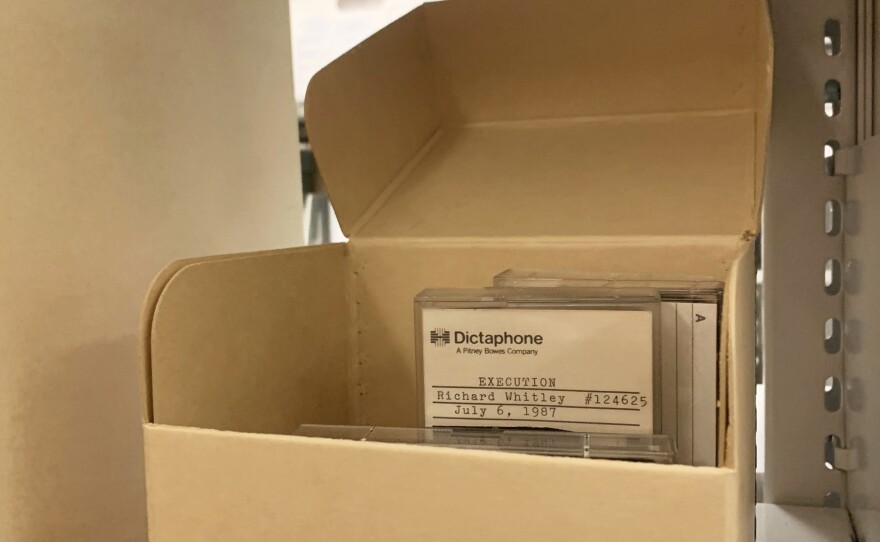 Dictaphone
A Pitney Bowes Company
EXECUTION
Richard Whitley #124625
July 6, 1987
A